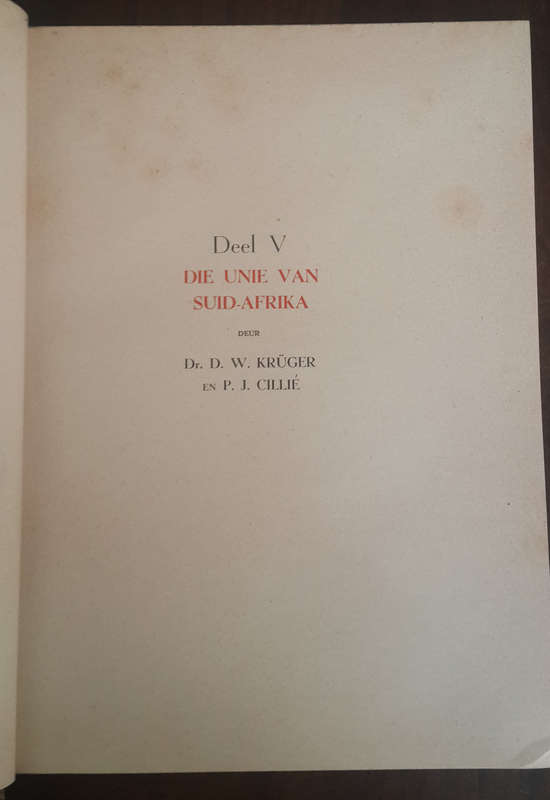 Deel V
DIE UNIE VAN
SUID-AFRIKA
DEUR
Dr. D. W. KRÜGER
EN P. J. CILLIÉ